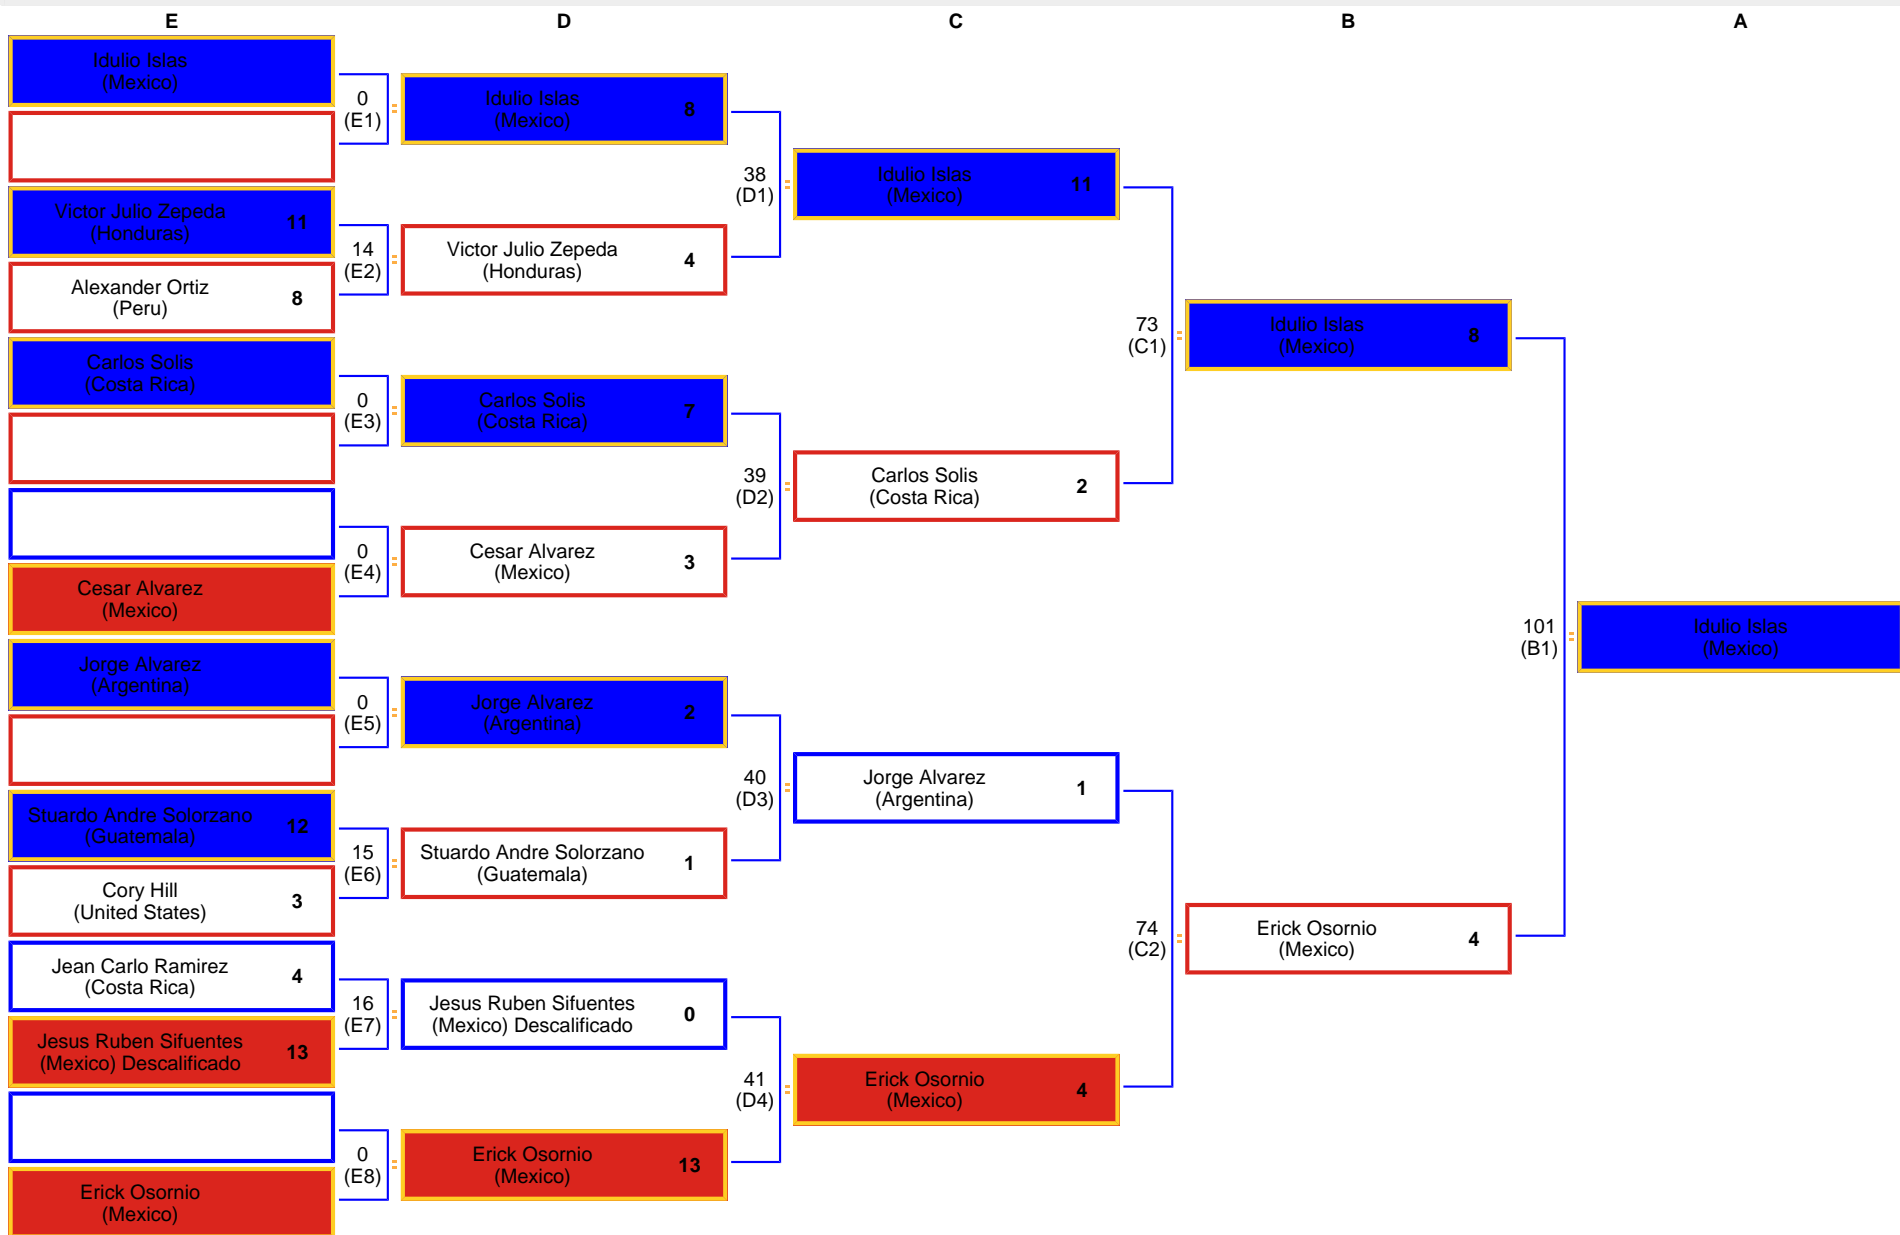 E
D
C
B
A
Idulio Islas
(Mexico)
0
(E1)
Victor Julio Zepeda
(Honduras)
11
14
(E2)
Alexander Ortiz
(Peru)
8
Carlos Solis
(Costa Rica)
0
(E3)
0
(E4)
Cesar Alvarez
(Mexico)
Jorge Alvarez
(Argentina)
0
(E5)
Stuardo Andre Solorzano
(Guatemala)
12
15
(E6)
Cory Hill
(United States)
3
Jean Carlo Ramirez
(Costa Rica)
4
16
(E7)
Jesus Ruben Sifuentes
(Mexico) Descalificado
13
0
(E8)
Erick Osornio
(Mexico)
Idulio Islas
(Mexico)
8
38
(D1)
Victor Julio Zepeda
(Honduras)
4
Carlos Solis
(Costa Rica)
7
39
(D2)
Cesar Alvarez
(Mexico)
3
Jorge Alvarez
(Argentina)
2
40
(D3)
Stuardo Andre Solorzano
(Guatemala)
1
Jesus Ruben Sifuentes
(Mexico) Descalificado
0
41
(D4)
Erick Osornio
(Mexico)
13
Idulio Islas
(Mexico)
11
73
(C1)
Carlos Solis
(Costa Rica)
2
Jorge Alvarez
(Argentina)
1
74
(C2)
Erick Osornio
(Mexico)
4
Idulio Islas
(Mexico)
8
101
(B1)
Erick Osornio
(Mexico)
4
Idulio Islas
(Mexico)